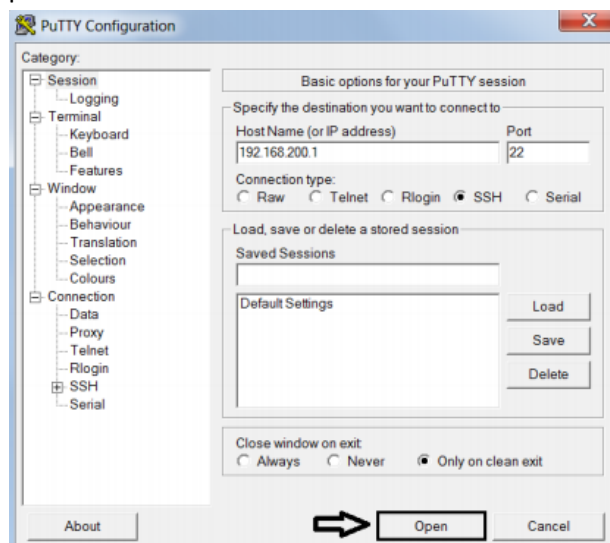 PuTTY Configuration
Category:
Session
Logging
Terminal
Keyboard
Bell
Features
Window
Appearance
Behaviour
Translation
Selection
Colours
Connection
Data
Proxy
Telnet
Rlogin
SSH
Serial
Basic options for your PuTTY session
Specify the destination you want to connect to
Host Name (or IP address) Port
192.168.200.1 22
Connection type:
Raw Telnet Rlogin SSH Serial
Load, save or delete a stored session
Saved Sessions
Default Settings
Load
Save
Delete
Close window on exit:
Always Never Only on clean exit
About Open Cancel